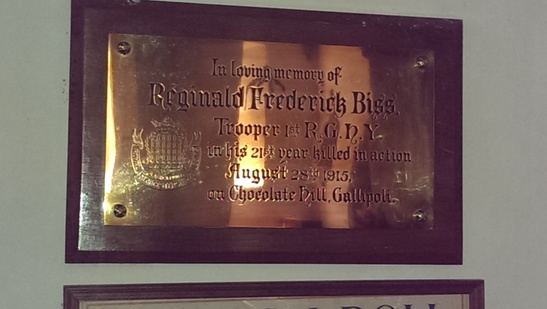 In loving memory of
Reginald Frederick Biss,
Trooper 1st R.G.H.Y.
in his 21st year killed in action
August 28th 1915,
on Chocolate Hill, Gallipoli.
ROLL